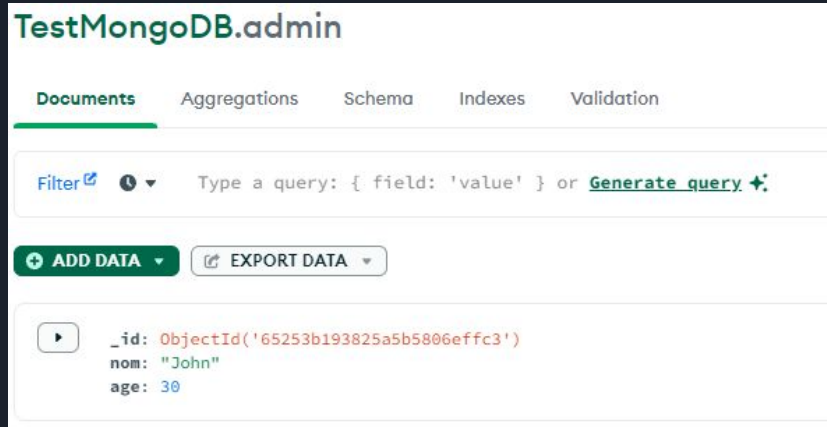 TestMongoDB.admin
Documents Aggregations Schema Indexes Validation
Filter Type a query: { field: 'value' } or Generate query
ADD DATA EXPORT DATA
_id: ObjectId('65253b193825a5b5806effc3')
nom: "John"
age: 30